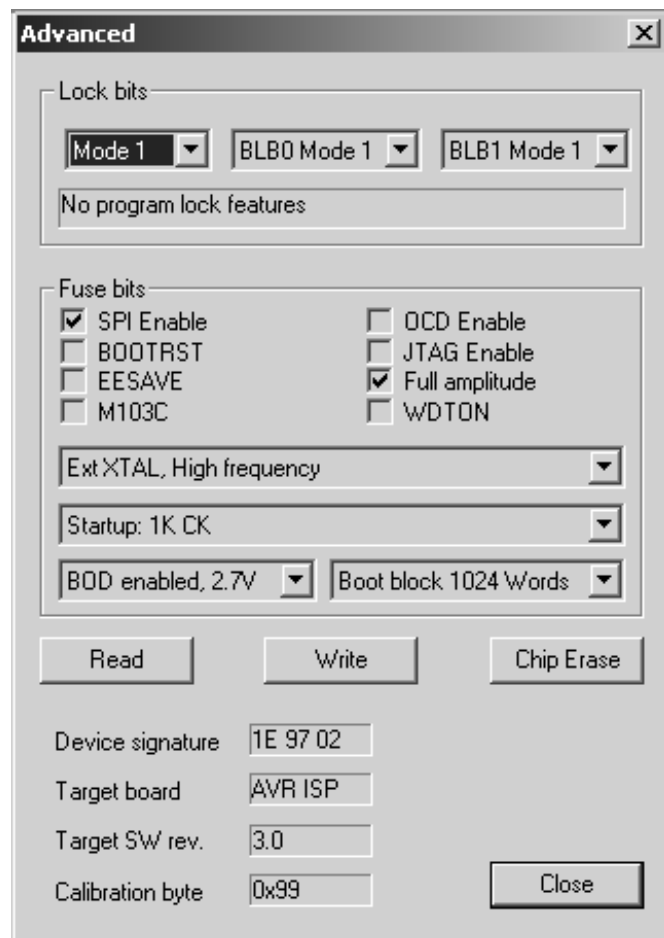 Advanced
Lock bits
Mode 1 BLB0 Mode 1 BLB1 Mode 1
No program lock features
Fuse bits
SPI Enable OCD Enable
BOOTRST JTAG Enable
EESAVE Full amplitude
M103C WDTON
Ext XTAL, High frequency
Startup: 1K CK
BOD enabled, 2.7V Boot block 1024 Words
Read Write Chip Erase
Device signature 1E 97 02
Target board AVR ISP
Target SW rev. 3.0
Calibration byte 0x99 Close